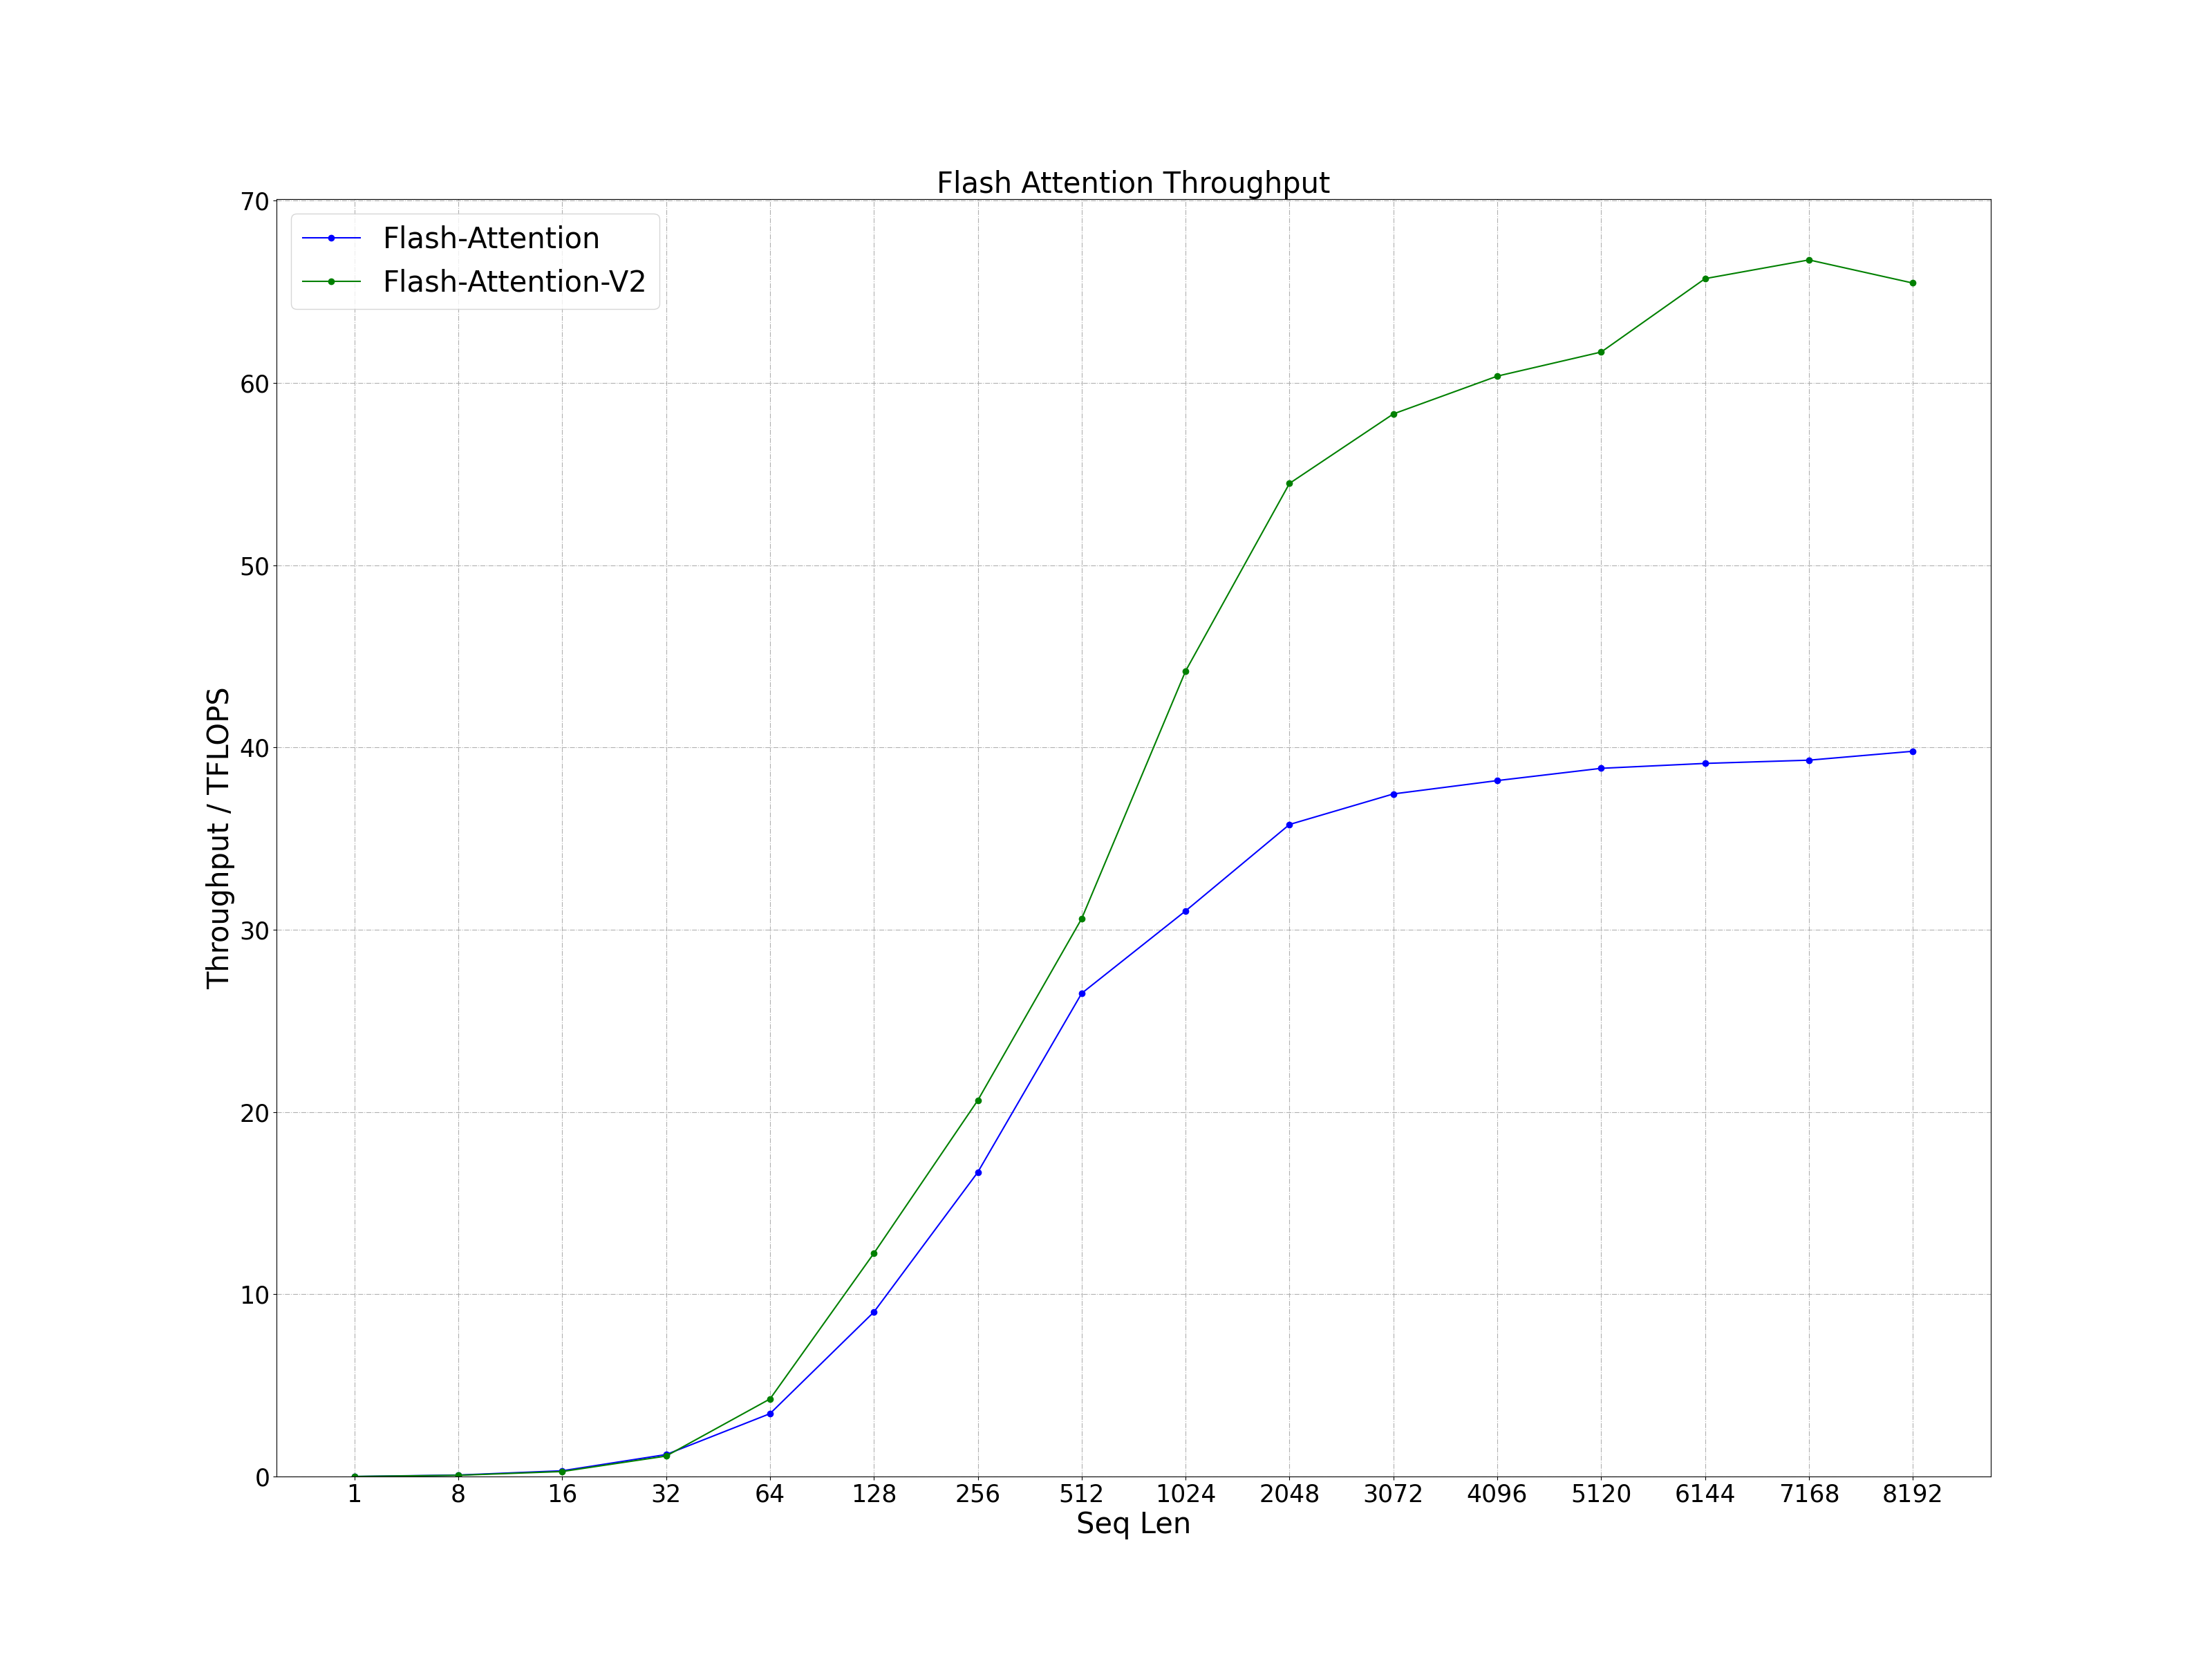 Flash Attention Throughput
Flash-Attention
Flash-Attention-V2
Throughput / TFLOPS
70
60
50
40
30
20
10
0
1 8 16 32 64 128 256 512 1024 2048 3072 4096 5120 6144 7168 8192
Seq Len